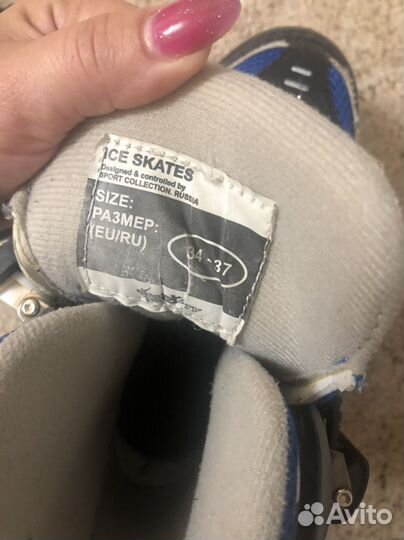 ICE SKATES
Designed & controlled by
SPORT COLLECTION. RUSSIA
SIZE:
РАЗМЕР:
(EU/RU)
34-37
Avito